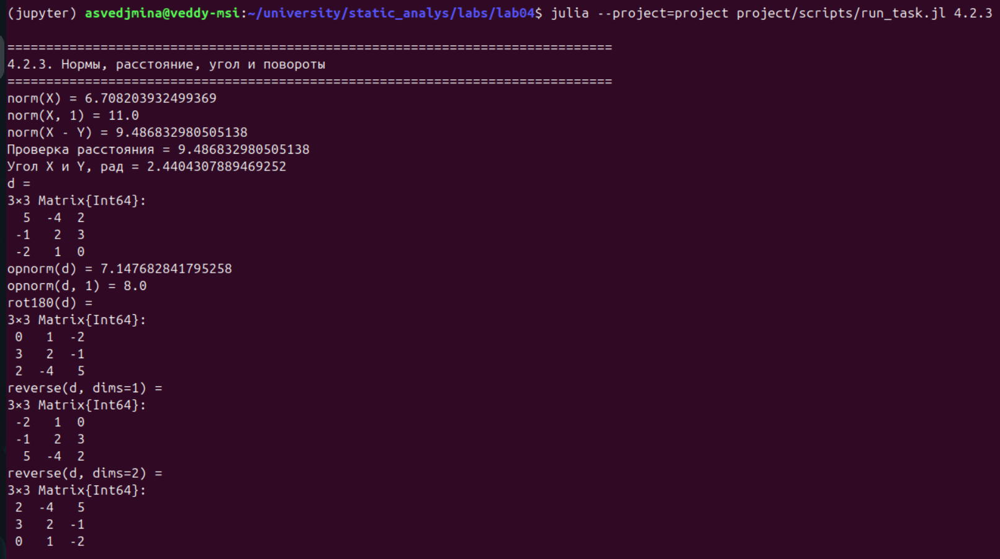 (jupyter) asvedjmina@veddy-msi:~/university/static_analys/labs/lab04$ julia --project=project project/scripts/run_task.jl 4.2.3
==============================================================================
4.2.3. Нормы, расстояние, угол и повороты
==============================================================================
norm(X) = 6.708203932499369
norm(X, 1) = 11.0
norm(X - Y) = 9.486832980505138
Проверка расстояния = 9.486832980505138
Угол X и Y, рад = 2.4404307889469252
d =
3×3 Matrix{Int64}:
  5  -4  2
 -1   2  3
 -2   1  0
opnorm(d) = 7.147682841795258
opnorm(d, 1) = 8.0
rot180(d) =
3×3 Matrix{Int64}:
 0   1  -2
 3   2  -1
 2  -4   5
reverse(d, dims=1) =
3×3 Matrix{Int64}:
 -2   1  0
 -1   2  3
  5  -4  2
reverse(d, dims=2) =
3×3 Matrix{Int64}:
 2  -4   5
 3   2  -1
 0   1  -2